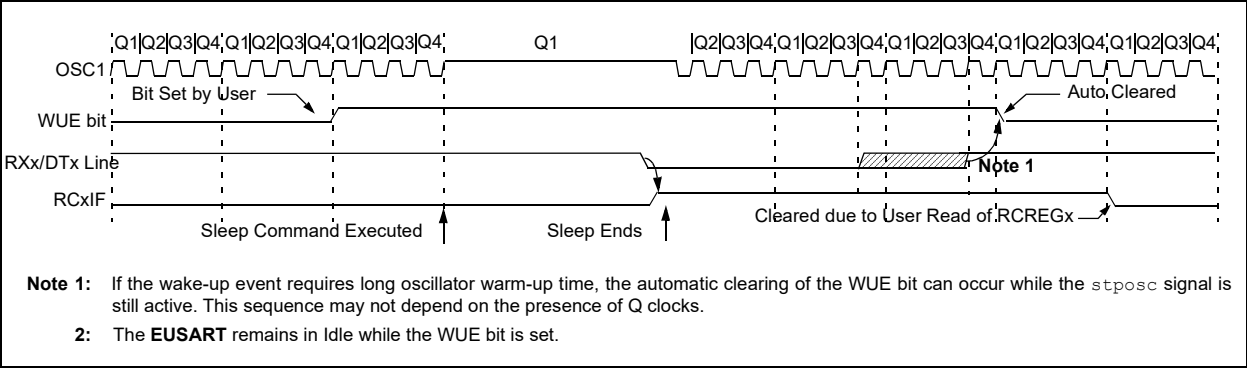 Q1|Q2|Q3|Q4|Q1|Q2|Q3|Q4|Q1|Q2|Q3|Q4 Q1 |Q2|Q3|Q4|Q1|Q2|Q3|Q4|Q1|Q2|Q3|Q4|Q1|Q2|Q3|Q4|Q1|Q2|Q3|Q4
OSC1
Bit Set by User
Auto Cleared
WUE bit
RXx/DTx Line
Note 1
RCxIF
Cleared due to User Read of RCREGx
Sleep Command Executed
Sleep Ends
Note 1: If the wake-up event requires long oscillator warm-up time, the automatic clearing of the WUE bit can occur while the stposc signal is
still active. This sequence may not depend on the presence of Q clocks.
2: The EUSART remains in Idle while the WUE bit is set.